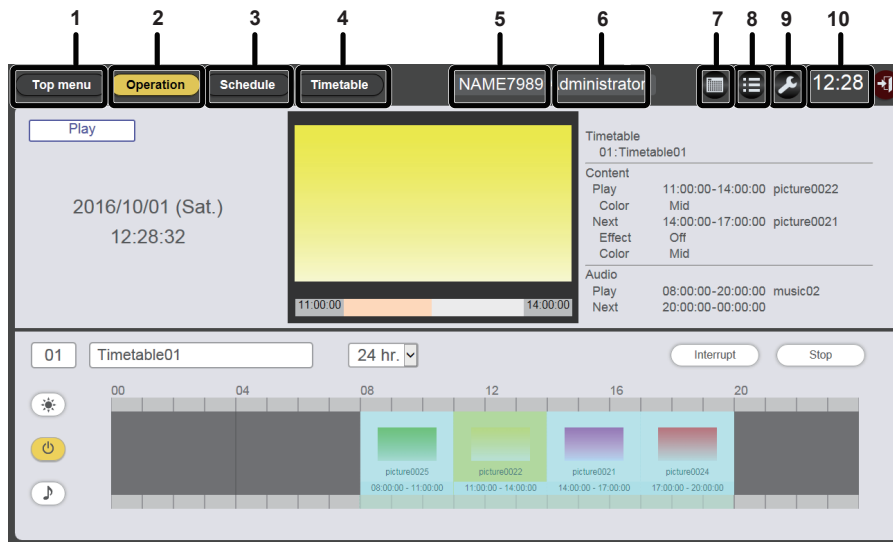 1 2 3 4 5 6 7 8 9 10
Top menu Operation Schedule Timetable NAME7989 dministrator 12:28
Play
2016/10/01 (Sat.)
12:28:32
11:00:00 14:00:00
Timetable
01:Timetable01
Content
Play 11:00:00-14:00:00 picture0022
Color Mid
Next 14:00:00-17:00:00 picture0021
Effect Off
Color Mid
Audio
Play 08:00:00-20:00:00 music02
Next 20:00:00-00:00:00
01 Timetable01 24 hr. Interrupt Stop
00 04 08 12 16 20
picture0025 picture0022 picture0021 picture0024
08:00:00 - 11:00:00 11:00:00 - 14:00:00 14:00:00 - 17:00:00 17:00:00 - 20:00:00